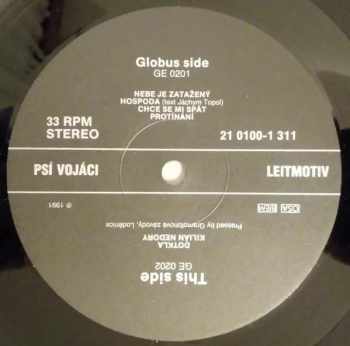 Globus side
GE 0201
NEBE JE ZATAŽENÝ
HOSPODA (text Jáchym Topol)
CHCE SE MI SPÁT
PROTÍNÁNÍ
33 RPM
STEREO
21 0100-1 311
PSÍ VOJÁCI
LEITMOTIV
℗ 1991
OSA
This side
GE 0202
DOTKLA
KILIÁN NEDORY
Pressed by Gramofonové závody, Loděnice